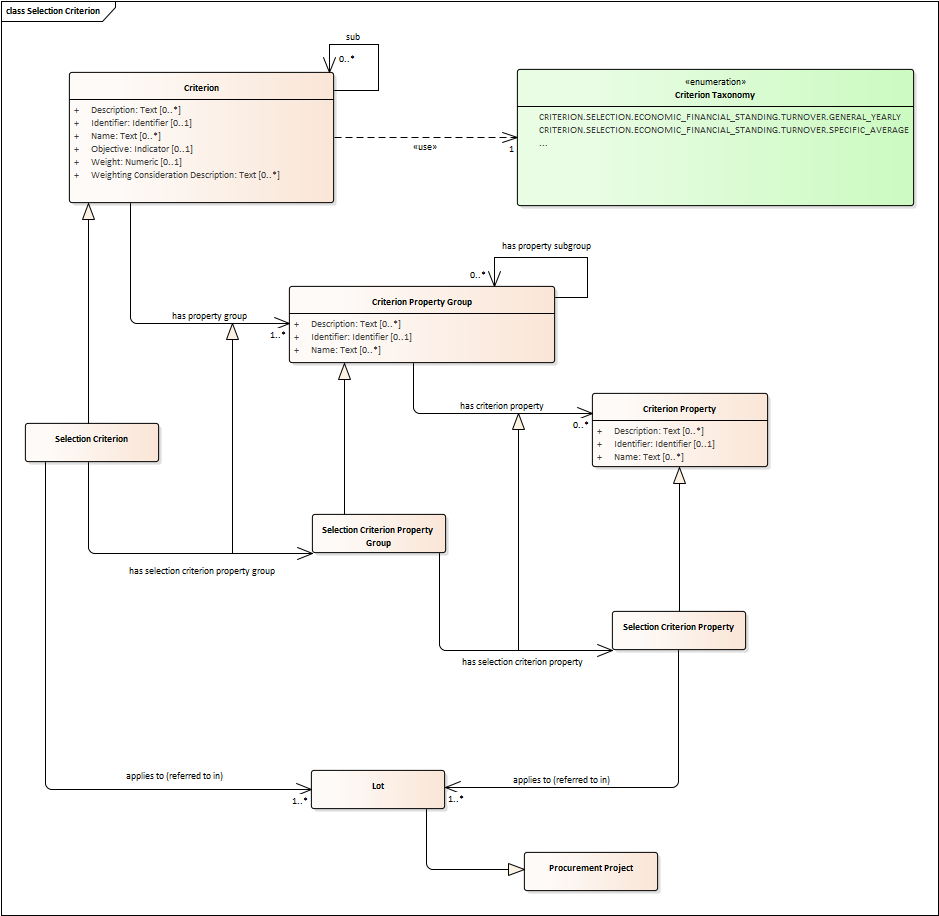 class Selection Criterion
sub
0..*
Criterion
+ Description: Text [0..*]
+ Identifier: Identifier [0..1]
+ Name: Text [0..*]
+ Objective: Indicator [0..1]
+ Weight: Numeric [0..1]
+ Weighting Consideration Description: Text [0..*]
«enumeration»
Criterion Taxonomy
CRITERION.SELECTION.ECONOMIC_FINANCIAL_STANDING.TURNOVER.GENERAL_YEARLY
CRITERION.SELECTION.ECONOMIC_FINANCIAL_STANDING.TURNOVER.SPECIFIC_AVERAGE
...
«use»
1
has property subgroup
0..*
Criterion Property Group
+ Description: Text [0..*]
+ Identifier: Identifier [0..1]
+ Name: Text [0..*]
has property group
1..*
has criterion property
0..*
Criterion Property
+ Description: Text [0..*]
+ Identifier: Identifier [0..1]
+ Name: Text [0..*]
Selection Criterion
Selection Criterion Property
Group
has selection criterion property group
Selection Criterion Property
has selection criterion property
applies to (referred to in)
1..*
Lot
applies to (referred to in)
1..*
Procurement Project